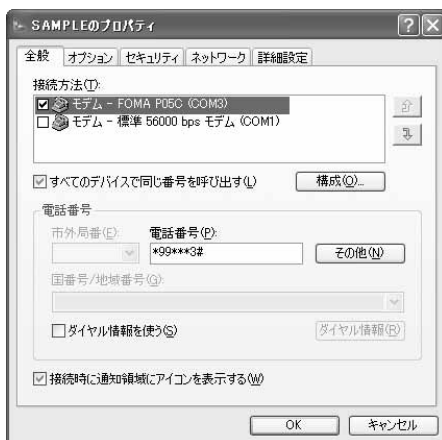 SAMPLEのプロパティ
全般 オプション セキュリティ ネットワーク 詳細設定
接続方法(T):
モデム - FOMA P05C (COM3)
モデム - 標準 56000 bps モデム (COM1)
すべてのデバイスで同じ番号を呼び出す(L) 構成(O)...
電話番号
市外局番(E): 電話番号(P):
*99***3# その他(N)
国番号/地域番号(G):
ダイヤル情報を使う(S) ダイヤル情報(R)
接続時に通知領域にアイコンを表示する(W)
OK キャンセル